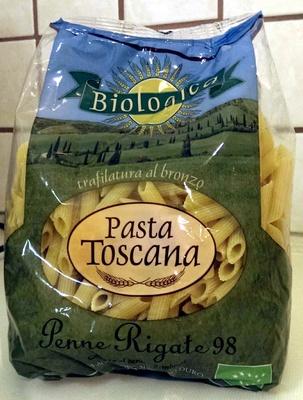 Biologica
trafilatura al bronzo
Pasta
Toscana
Penne Rigate 98